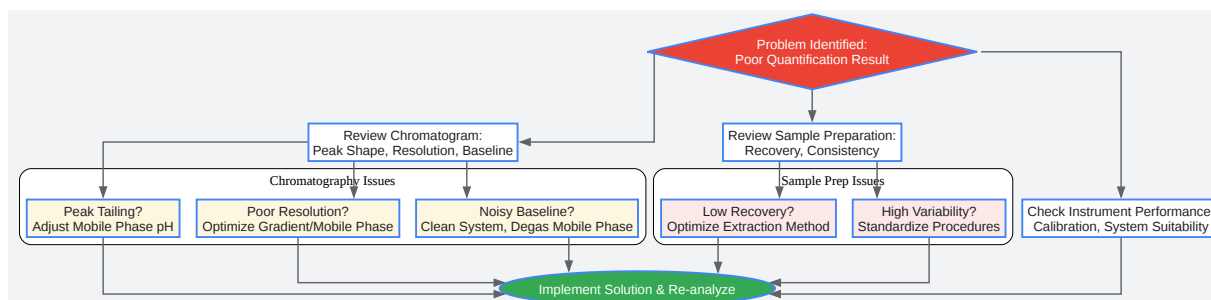 Problem Identified:
Poor Quantification Result
Review Chromatogram:
Peak Shape, Resolution, Baseline
Review Sample Preparation:
Recovery, Consistency
Chromatography Issues
Sample Prep Issues
Peak Tailing?
Adjust Mobile Phase pH
Poor Resolution?
Optimize Gradient/Mobile Phase
Noisy Baseline?
Clean System, Degas Mobile Phase
Low Recovery?
Optimize Extraction Method
High Variability?
Standardize Procedures
Check Instrument Performance:
Calibration, System Suitability
Implement Solution & Re-analyze